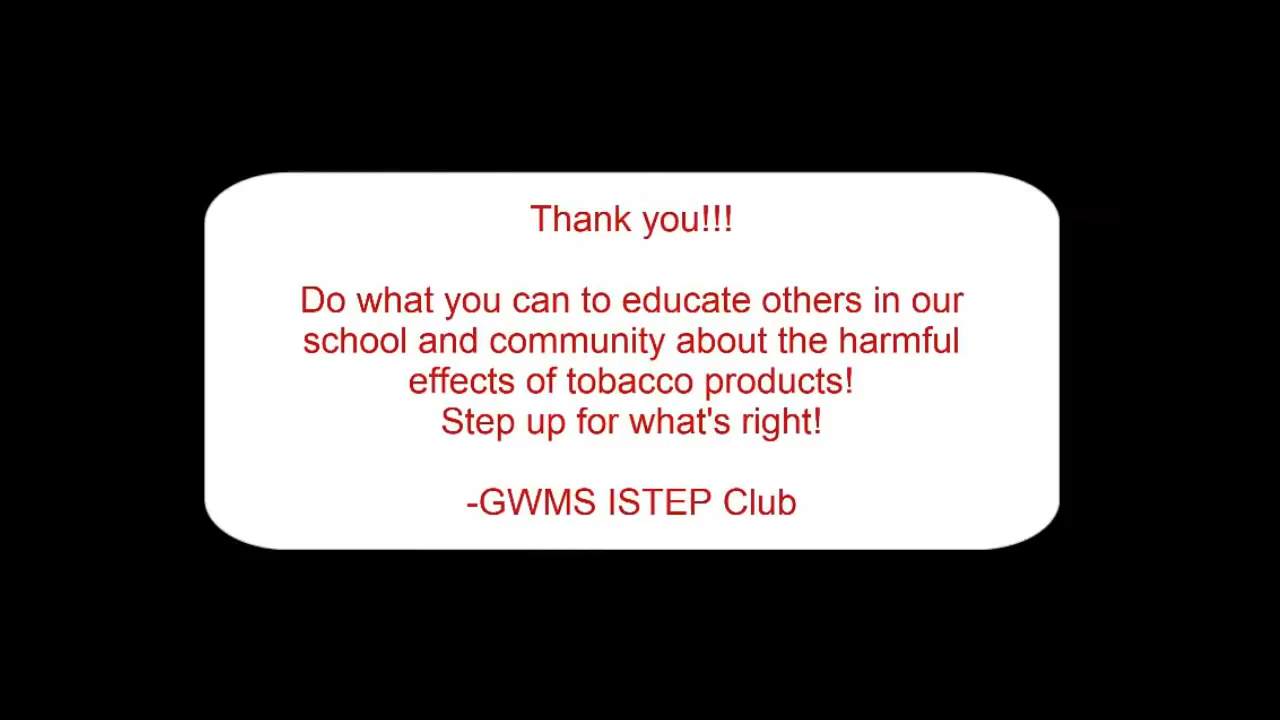 Thank you!!!
Do what you can to educate others in our
school and community about the harmful
effects of tobacco products!
Step up for what's right!
-GWMS ISTEP Club